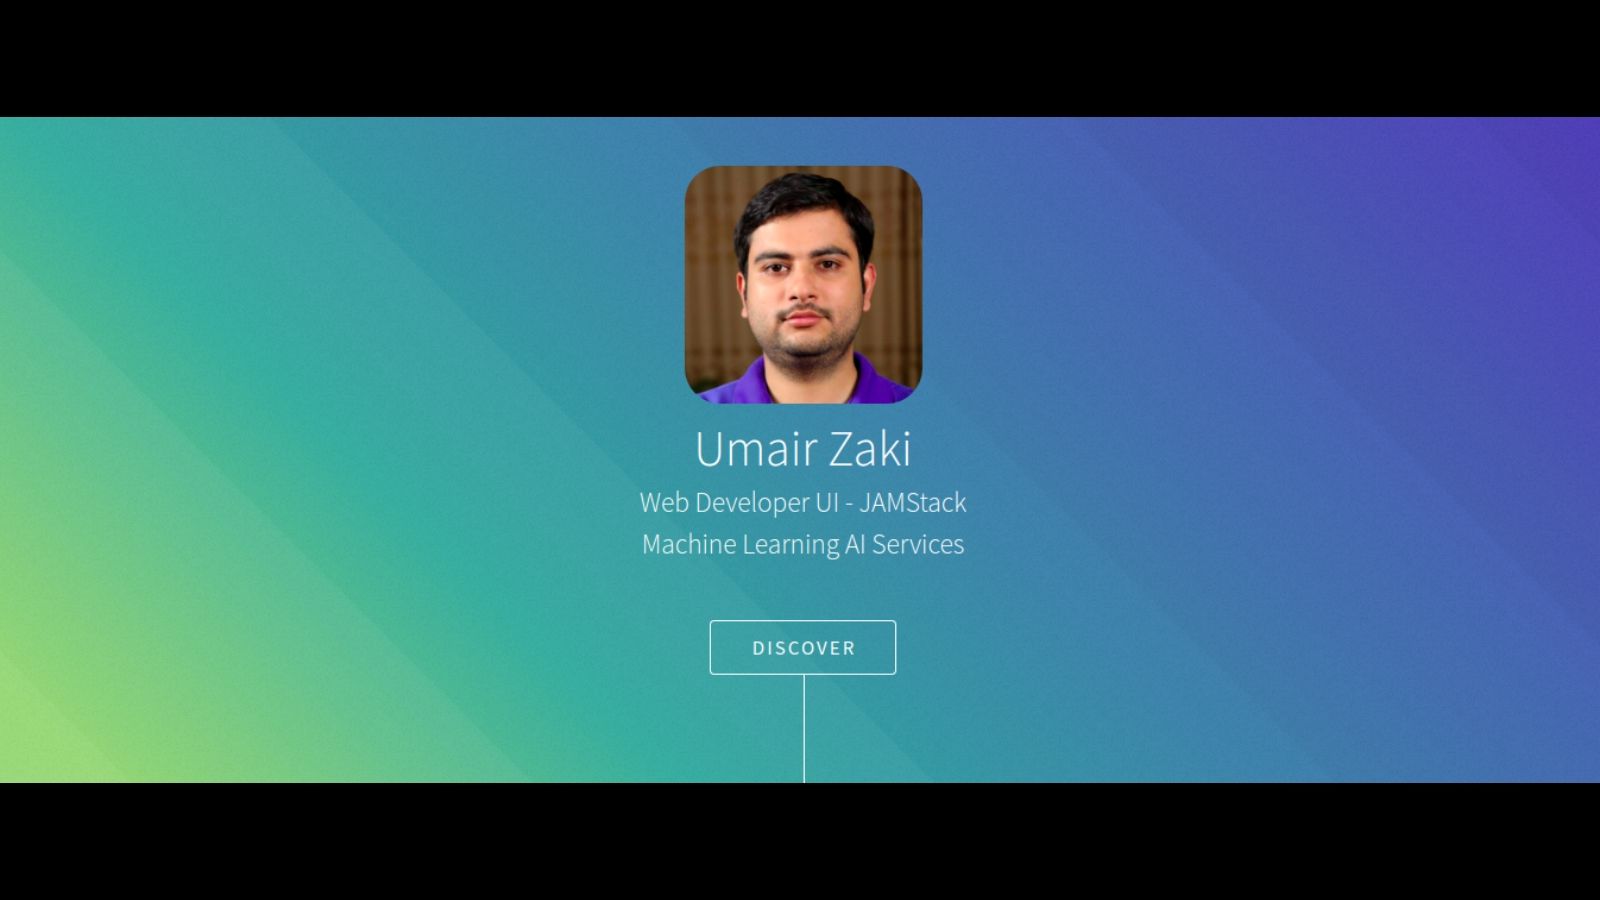 Umair Zaki
Web Developer UI - JAMStack
Machine Learning AI Services
DISCOVER